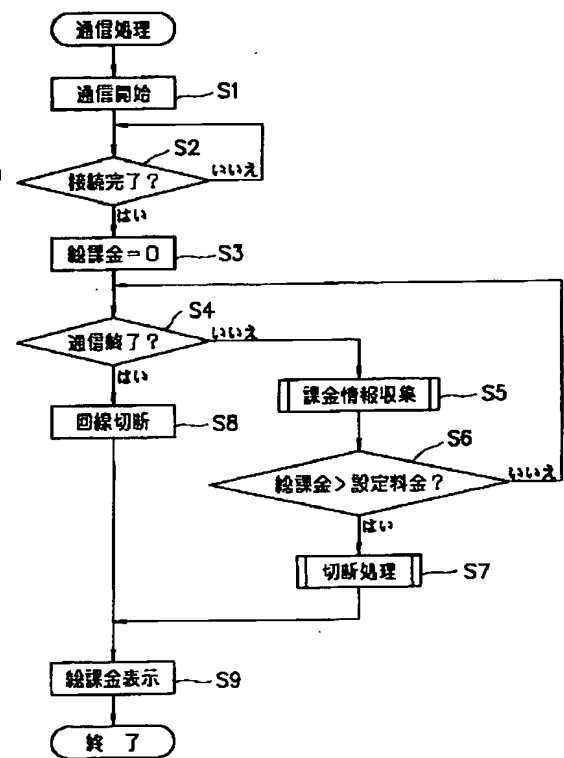 通信処理
通信開始 S1
接続完了? S2
いいえ
はい
総課金=0 S3
通信終了? S4
いいえ
はい
課金情報収集 S5
回線切断 S8
総課金>設定料金? S6
いいえ
はい
切断処理 S7
総課金表示 S9
終了